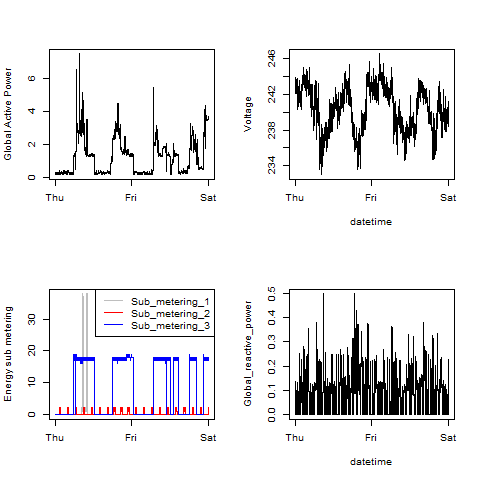 Global Active Power
0 2 4 6
Thu Fri Sat
Voltage
234 238 242 246
Thu Fri Sat
datetime
Energy sub metering
0 10 20 30
Sub_metering_1
Sub_metering_2
Sub_metering_3
Thu Fri Sat
Global_reactive_power
0.0 0.1 0.2 0.3 0.4 0.5
Thu Fri Sat
datetime